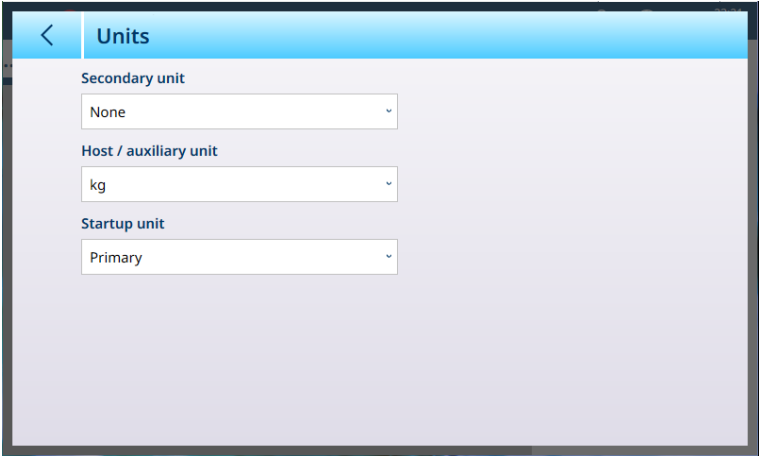 Units
Secondary unit
None
Host / auxiliary unit
kg
Startup unit
Primary